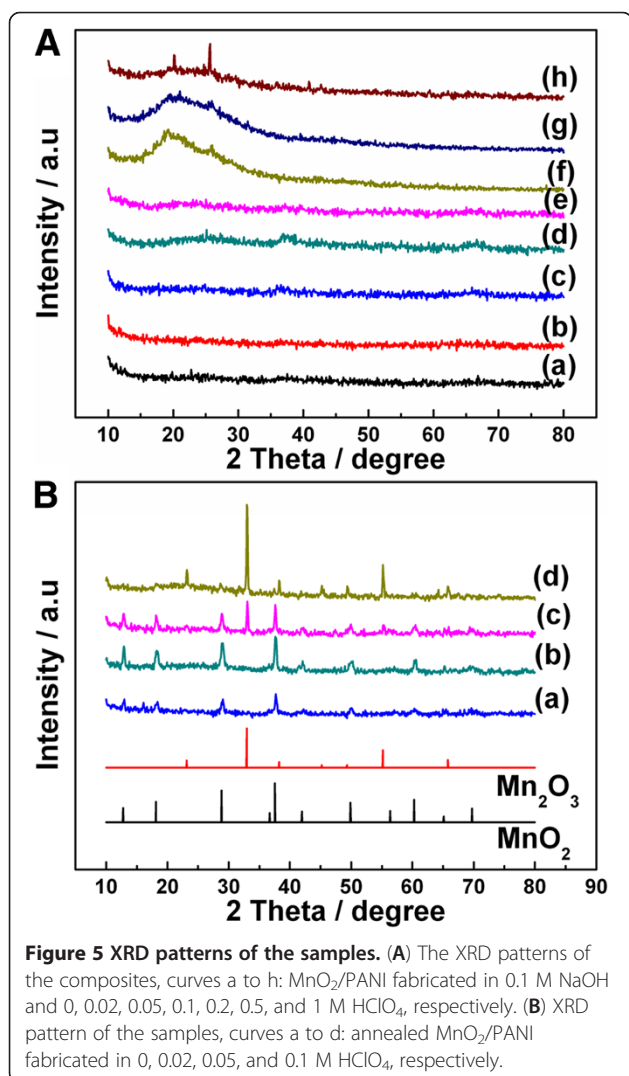 A
Intensity / a.u
(h)
(g)
(f)
(e)
(d)
(c)
(b)
(a)
10 20 30 40 50 60 70 80
2 Theta / degree
B
Intensity / a.u
(d)
(c)
(b)
(a)
Mn₂O₃
MnO₂
10 20 30 40 50 60 70 80 90
2 Theta / degree
Figure 5 XRD patterns of the samples. (A) The XRD patterns of
the composites, curves a to h: MnO₂/PANI fabricated in 0.1 M NaOH
and 0, 0.02, 0.05, 0.1, 0.2, 0.5, and 1 M HClO₄, respectively. (B) XRD
pattern of the samples, curves a to d: annealed MnO₂/PANI
fabricated in 0, 0.02, 0.05, and 0.1 M HClO₄, respectively.